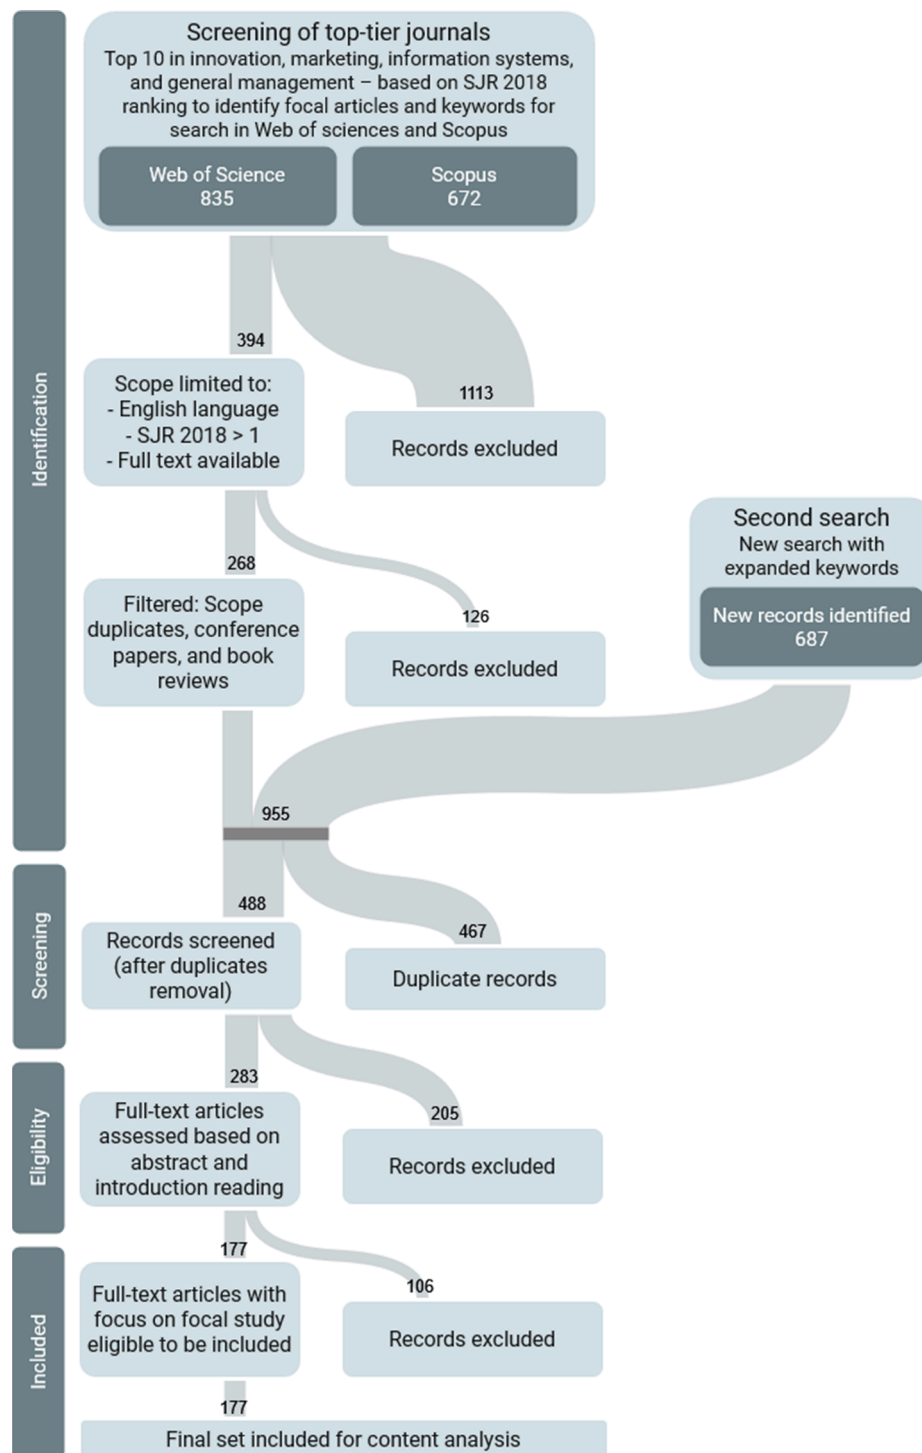 Screening of top-tier journals
Top 10 in innovation, marketing, information systems,
and general management – based on SJR 2018
ranking to identify focal articles and keywords for
search in Web of sciences and Scopus
Web of Science
835
Scopus
672
Identification
394
1113
Scope limited to:
- English language
- SJR 2018 > 1
- Full text available
Records excluded
268
126
Filtered: Scope
duplicates, conference
papers, and book
reviews
Records excluded
Second search
New search with
expanded keywords
New records identified
687
955
Screening
488
467
Records screened
(after duplicates
removal)
Duplicate records
Eligibility
283
205
Full-text articles
assessed based on
abstract and
introduction reading
Records excluded
Included
177
106
Full-text articles with
focus on focal study
eligible to be included
Records excluded
177
Final set included for content analysis